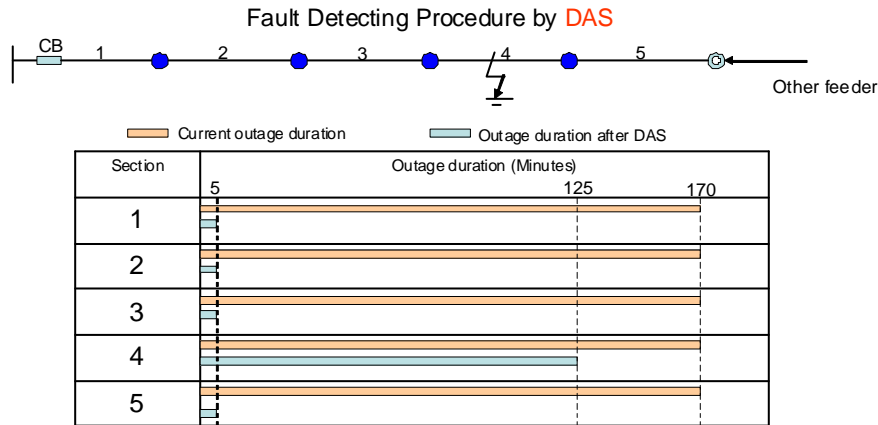 Fault Detecting Procedure by DAS
CB 1 2 3 4 5
Other feeder
Current outage duration Outage duration after DAS
Section Outage duration (Minutes)
5 125 170
1
2
3
4
5